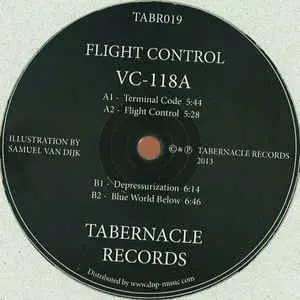 TABR019
FLIGHT CONTROL
VC-118A
A1 - Terminal Code 5:44
A2 - Flight Control 5:28
ILLUSTRATION BY
SAMUEL VAN DIJK
©&℗ TABERNACLE RECORDS
2013
B1 - Depressurization 6:14
B2 - Blue World Below 6:46
TABERNACLE
RECORDS
Distributed by www.dnp-music.com